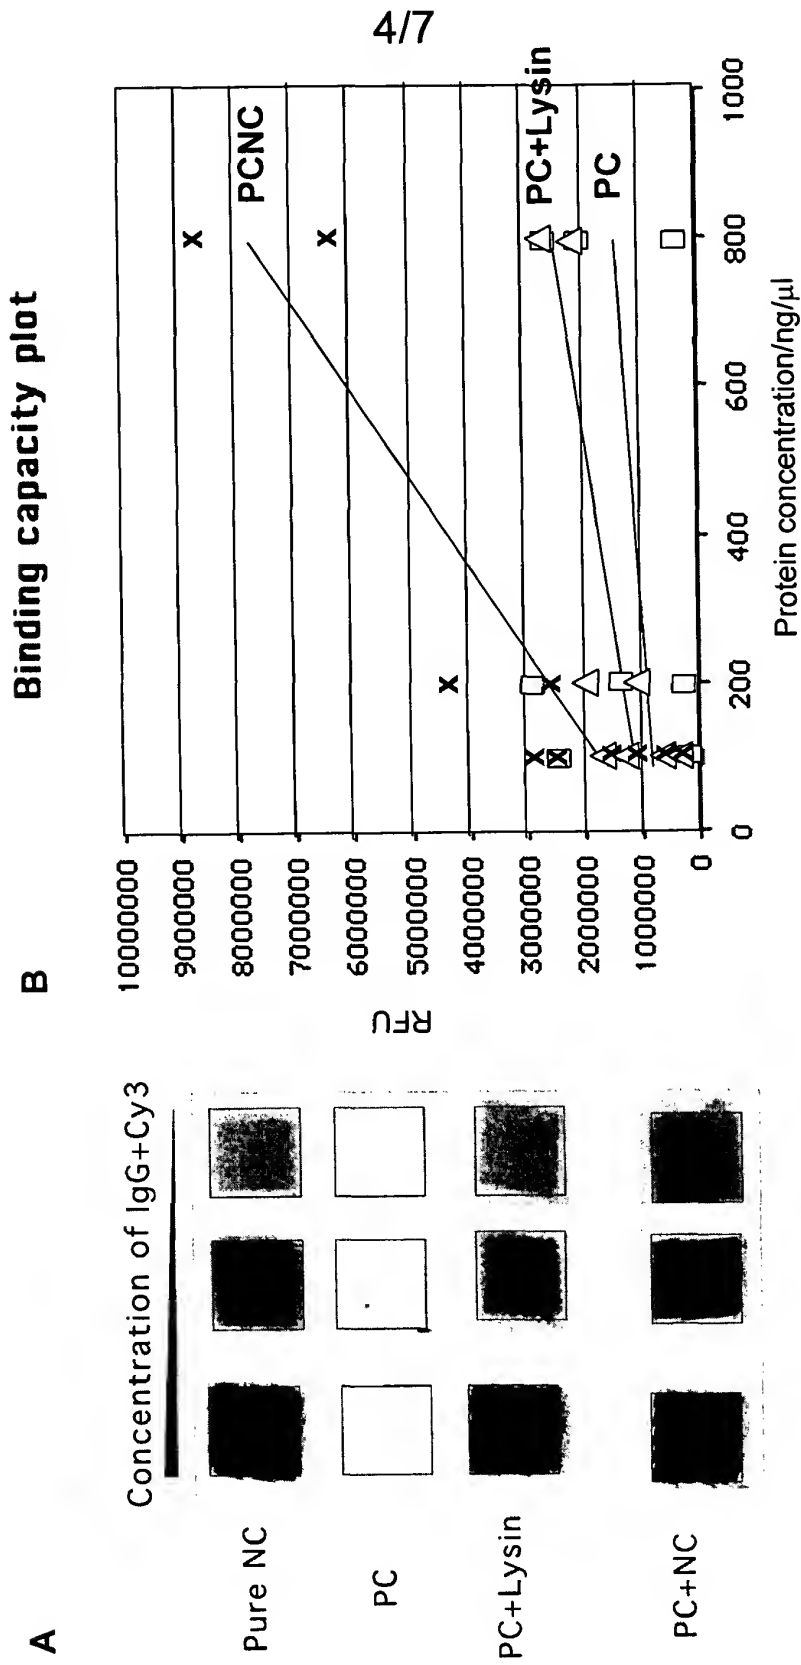 4/7
A
Concentration of IgG+Cy3
Pure NC
PC
PC+Lysin
PC+NC
B
Binding capacity plot
RFU
10000000
9000000
8000000
7000000
6000000
5000000
4000000
3000000
2000000
1000000
0
PCNC
PC+Lysin
PC
0 200 400 600 800 1000
Protein concentration/ng/µl